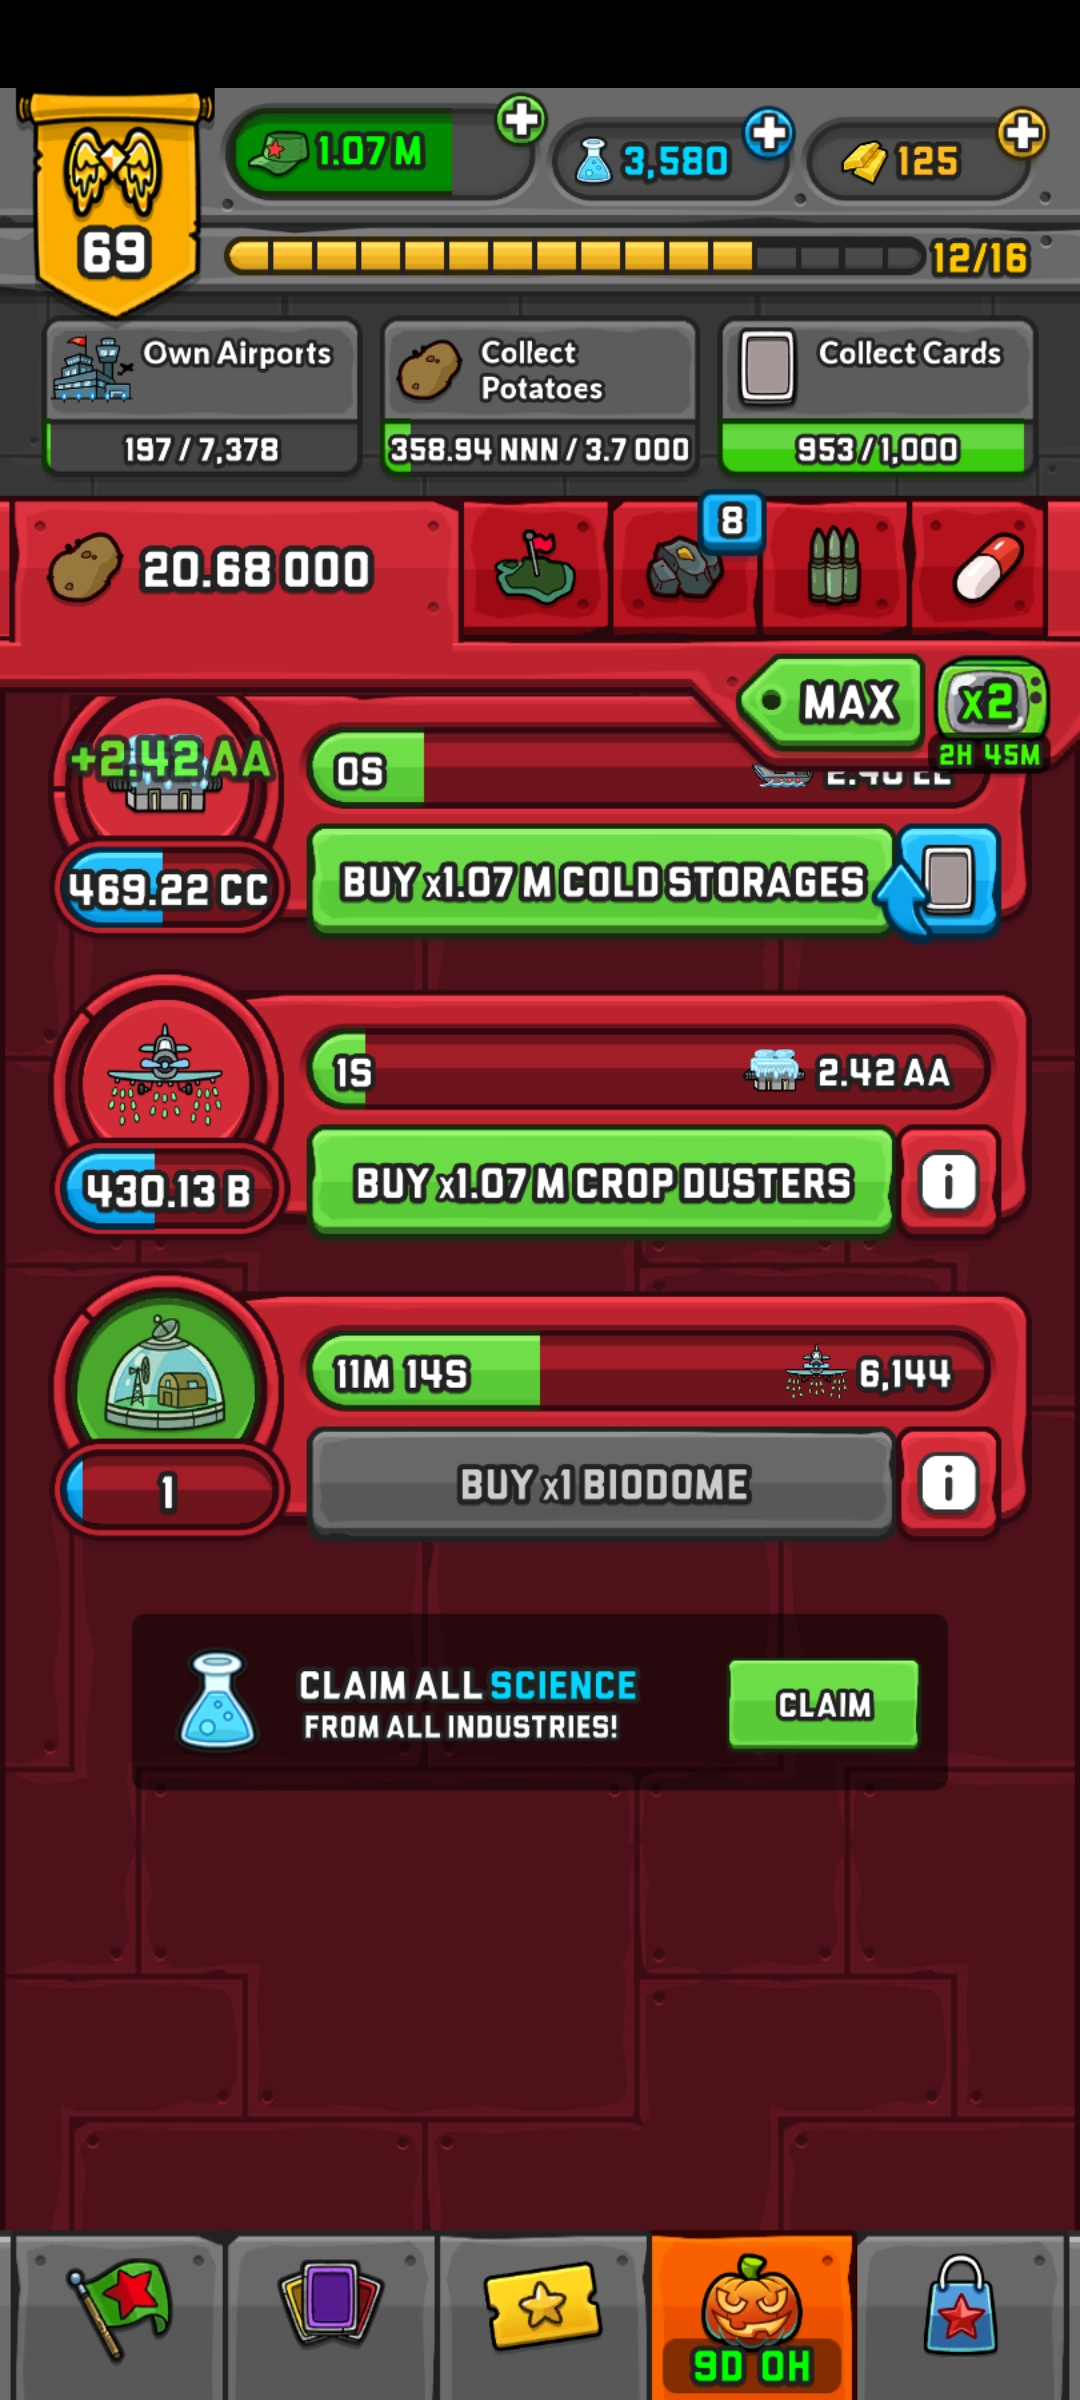 69
1.07 M
3,580
125
12/16
Own Airports
197 / 7,378
Collect
Potatoes
358.94 NNN / 3.7 OOO
Collect Cards
953 / 1,000
20.68 OOO
8
MAX
x2
2H 45M
+2.42 AA
0S
469.22 CC
BUY x1.07 M COLD STORAGES
1S
2.42 AA
430.13 B
BUY x1.07 M CROP DUSTERS
i
11M 14S
6,144
1
BUY x1 BIODOME
i
CLAIM ALL SCIENCE
FROM ALL INDUSTRIES!
CLAIM
9D 0H